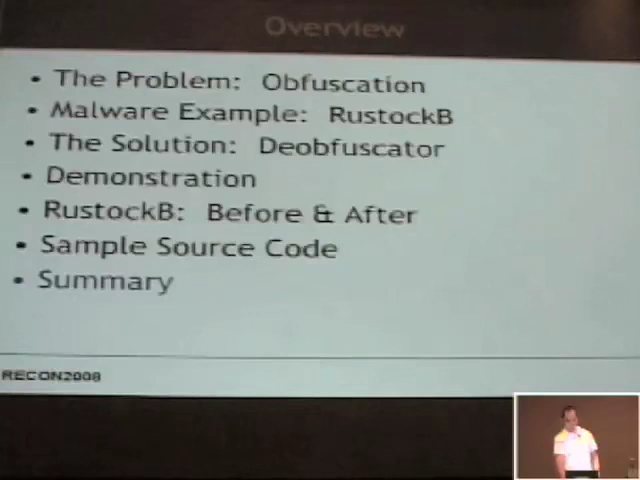 Overview
• The Problem: Obfuscation
• Malware Example: RustockB
• The Solution: Deobfuscator
• Demonstration
• RustockB: Before & After
• Sample Source Code
• Summary
RECON2008